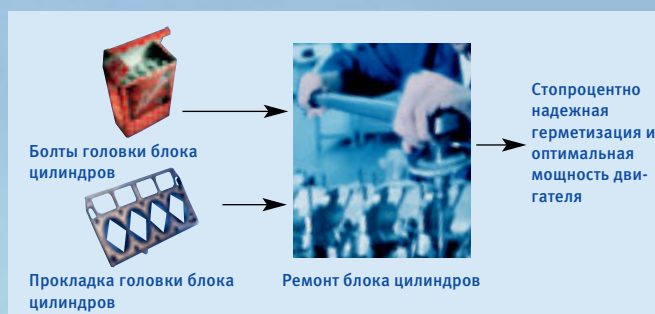 Болты головки блока
цилиндров
Прокладка головки блока
цилиндров
Ремонт блока цилиндров
Стопроцентно
надежная
герметизация и
оптимальная
мощность дви-
гателя